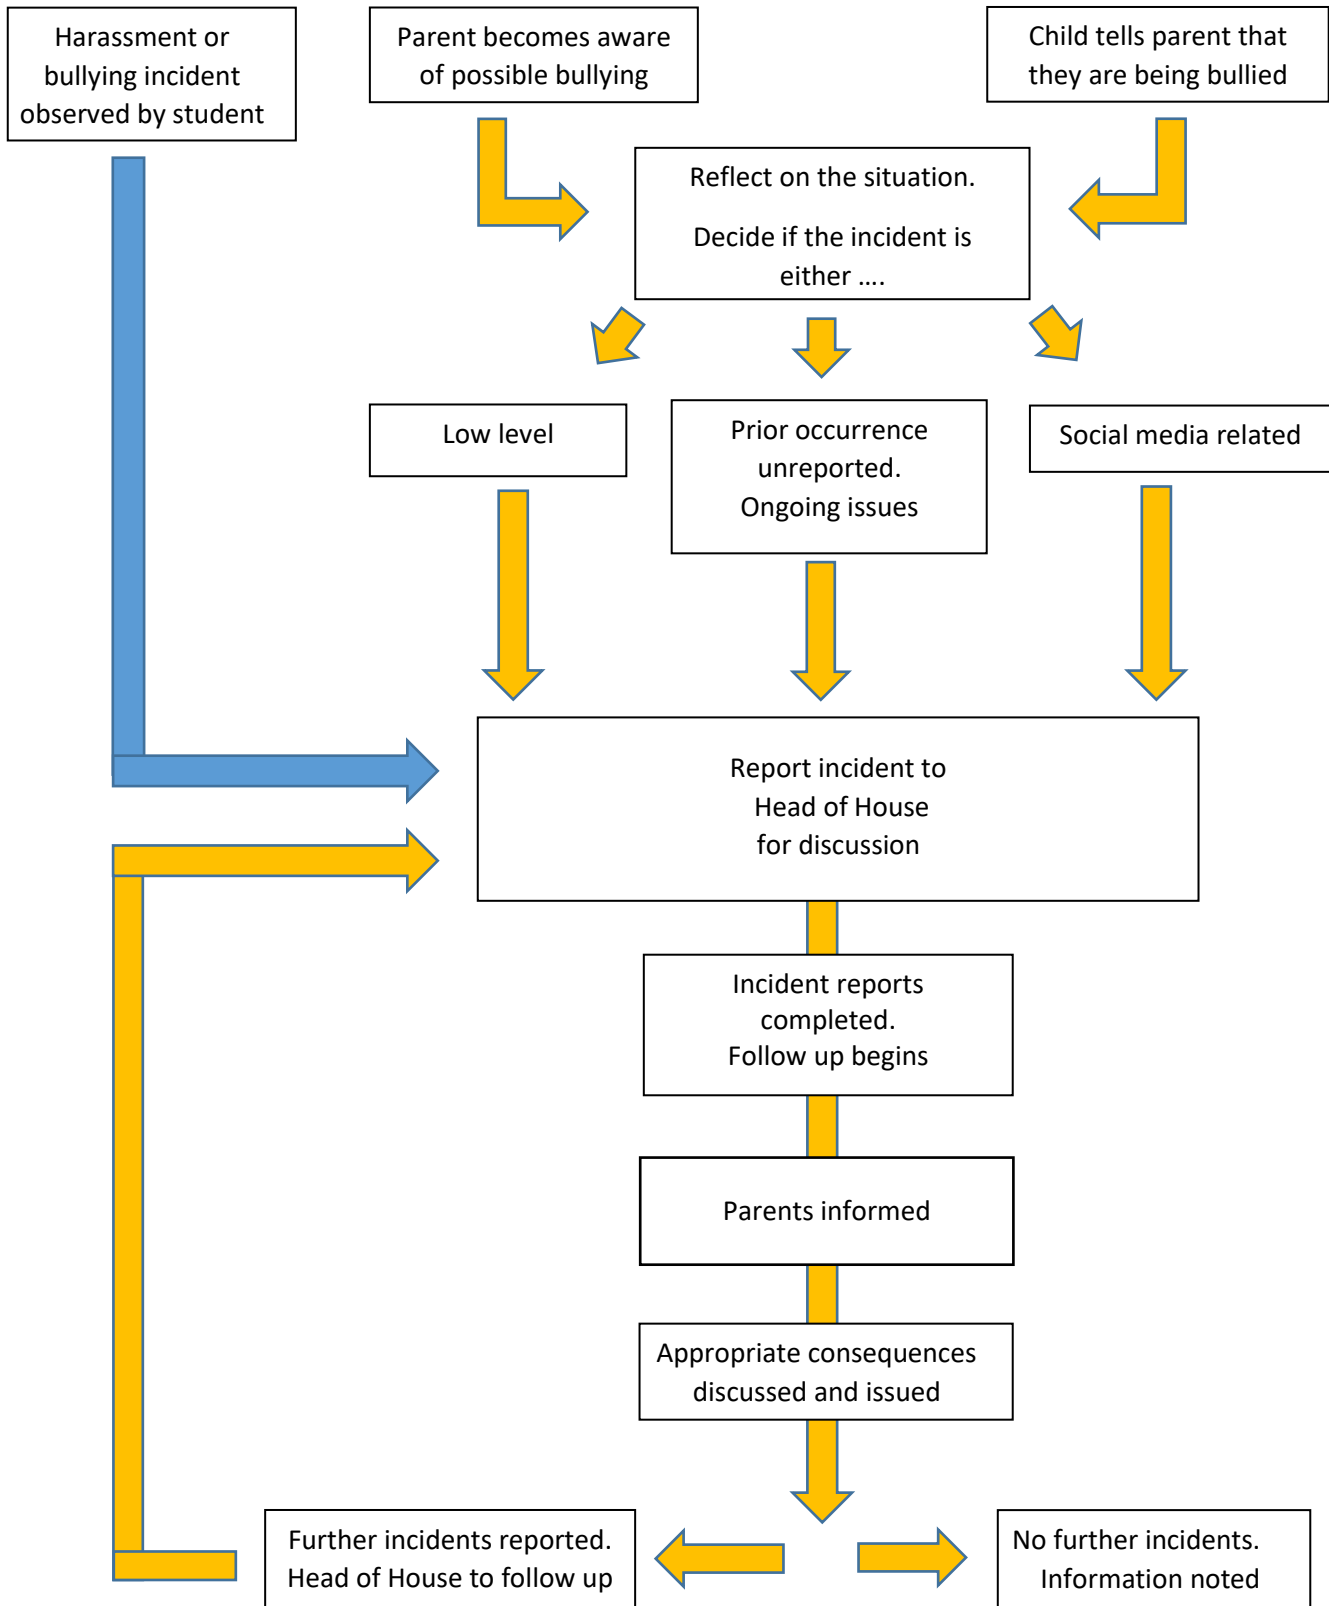 Harassment or
bullying incident
observed by student
Parent becomes aware
of possible bullying
Child tells parent that
they are being bullied
Reflect on the situation.
Decide if the incident is
either ....
Low level
Prior occurrence
unreported.
Ongoing issues
Social media related
Report incident to
Head of House
for discussion
Incident reports
completed.
Follow up begins
Parents informed
Appropriate consequences
discussed and issued
Further incidents reported.
Head of House to follow up
No further incidents.
Information noted